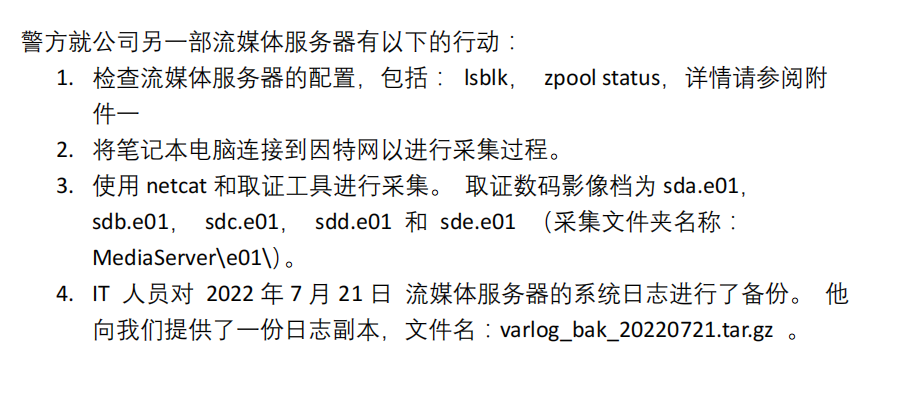 警方就公司另一部流媒体服务器有以下的行动：
1. 检查流媒体服务器的配置，包括： lsblk， zpool status，详情请参阅附
件一
2. 将笔记本电脑连接到因特网以进行采集过程。
3. 使用 netcat 和取证工具进行采集。 取证数码影像档为 sda.e01，
sdb.e01， sdc.e01， sdd.e01 和 sde.e01 （采集文件夹名称：
MediaServer\e01\）。
4. IT 人员对 2022 年 7 月 21 日 流媒体服务器的系统日志进行了备份。 他
向我们提供了一份日志副本，文件名：varlog_bak_20220721.tar.gz 。